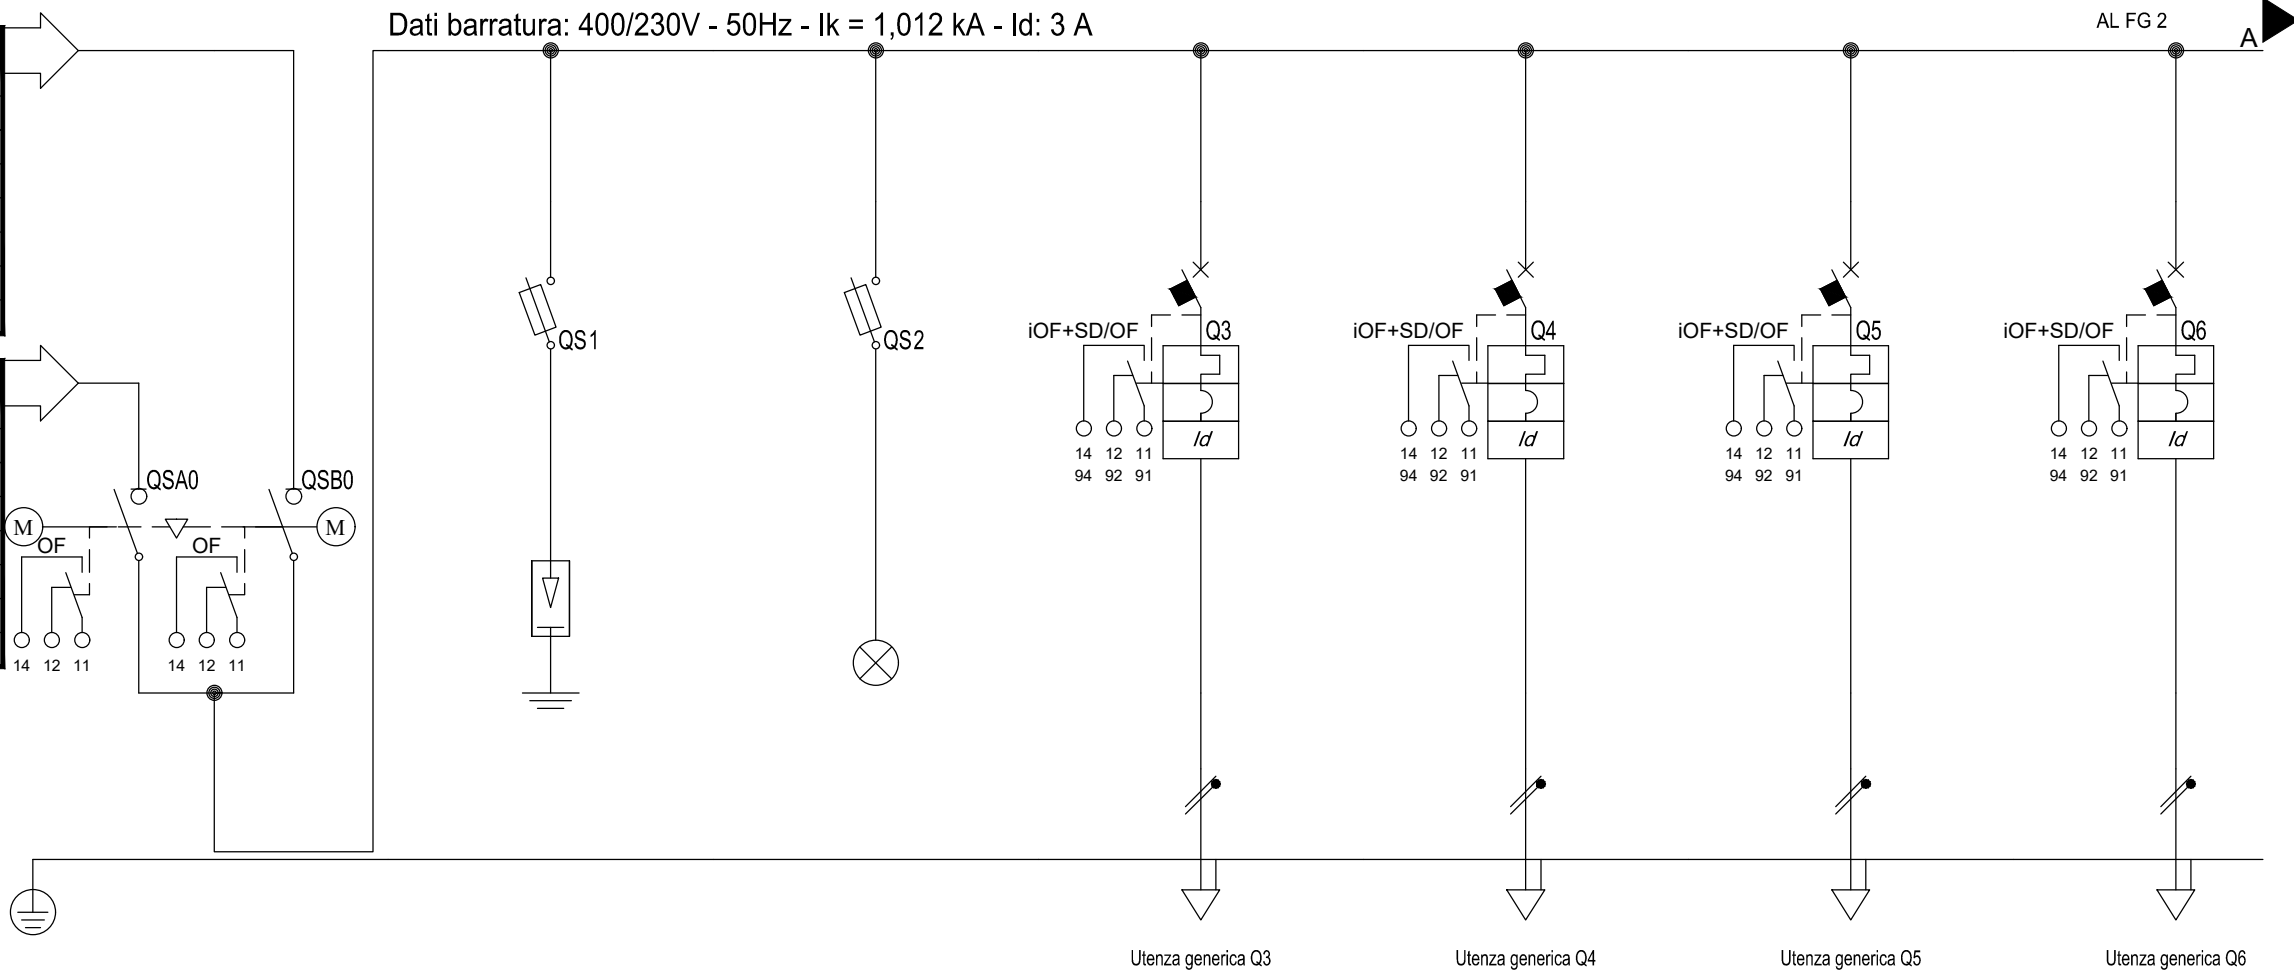 Dati barratura: 400/230V - 50Hz - Ik = 1,012 kA - Id: 3 A
AL FG 2
A
QS1
QS2
iOF+SD/OF
Q3
iOF+SD/OF
Q4
iOF+SD/OF
Q5
iOF+SD/OF
Q6
Id
Id
Id
Id
14 12 11
14 12 11
14 12 11
14 12 11
94 92 91
94 92 91
94 92 91
94 92 91
QSA0
QSB0
M
M
OF
OF
14 12 11
14 12 11
Utenza generica Q3
Utenza generica Q4
Utenza generica Q5
Utenza generica Q6